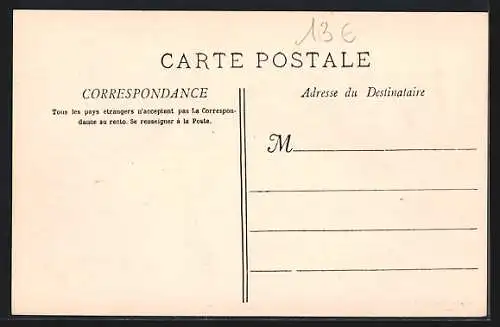 13€
CARTE POSTALE
CORRESPONDANCE
Tous les pays étrangers n'acceptent pas La Correspon-
dance au recto. Se renseigner à la Poste.
Adresse du Destinataire
M